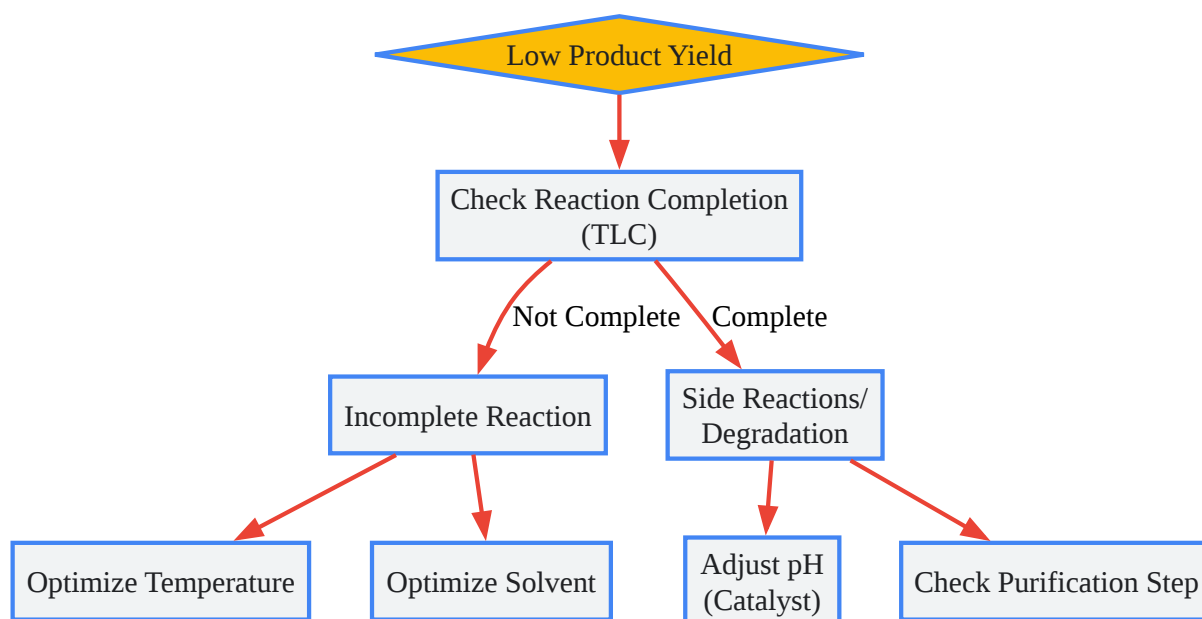 Low Product Yield
Check Reaction Completion
(TLC)
Not Complete
Complete
Incomplete Reaction
Side Reactions/
Degradation
Optimize Temperature
Optimize Solvent
Adjust pH
(Catalyst)
Check Purification Step